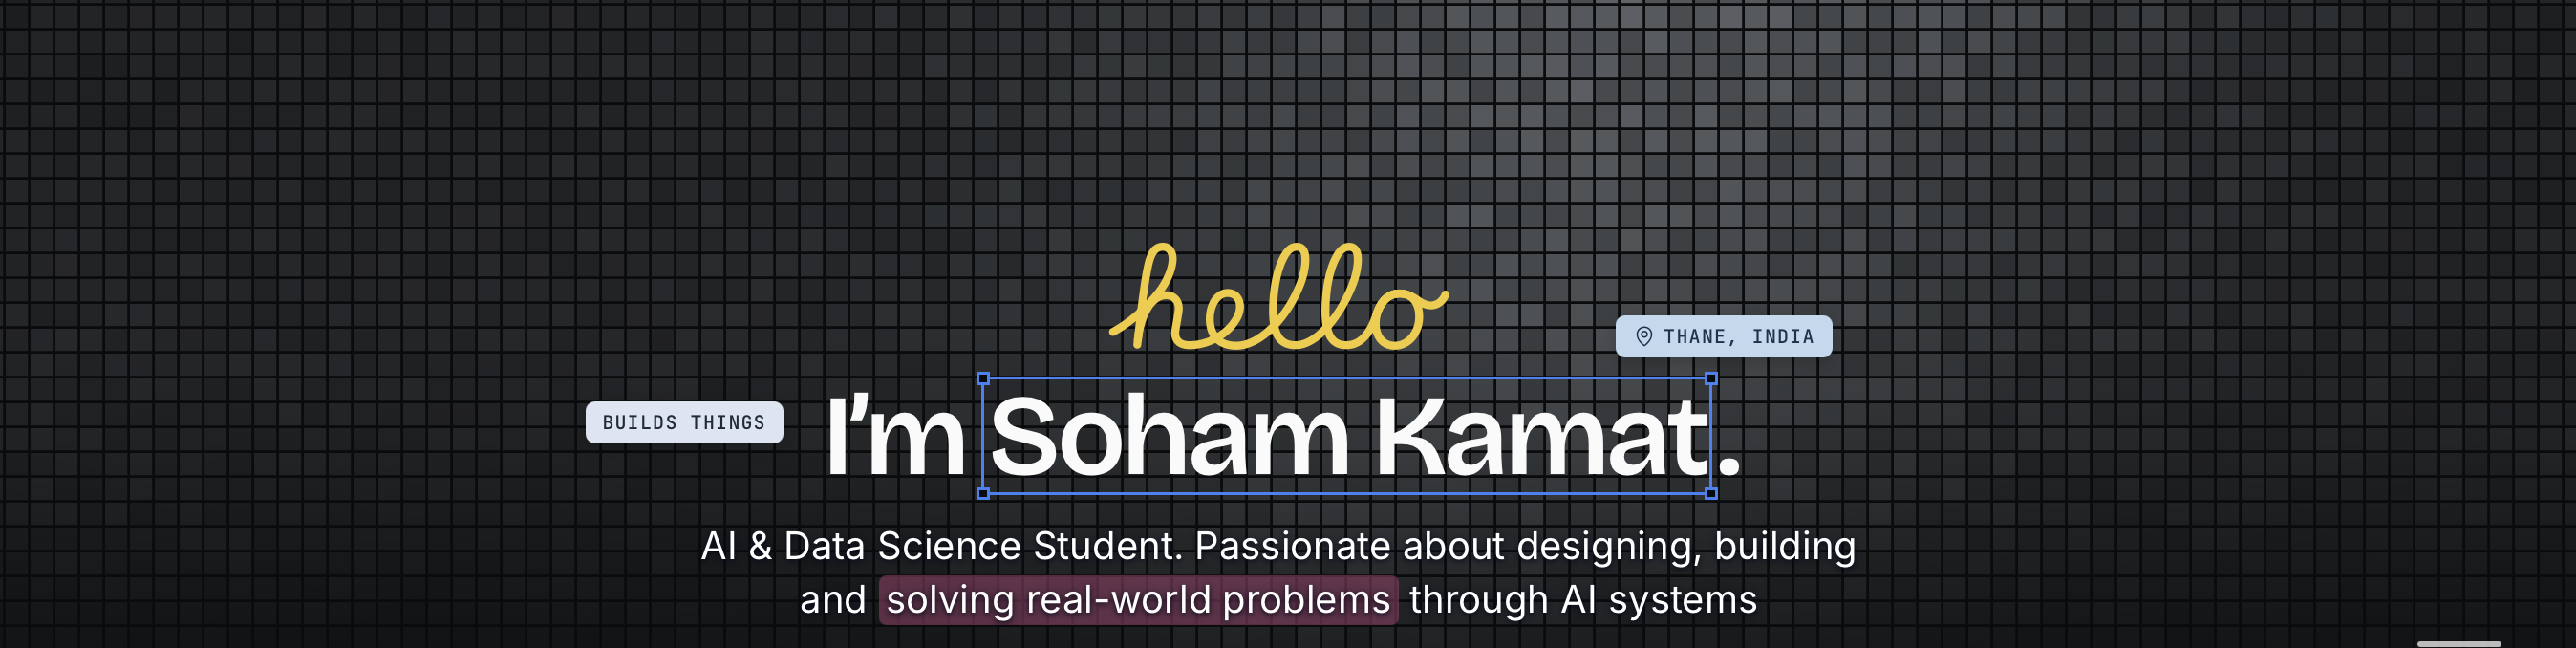 hello
THANE, INDIA
BUILDS THINGS
I’m Soham Kamat.
AI & Data Science Student. Passionate about designing, building
and solving real-world problems through AI systems